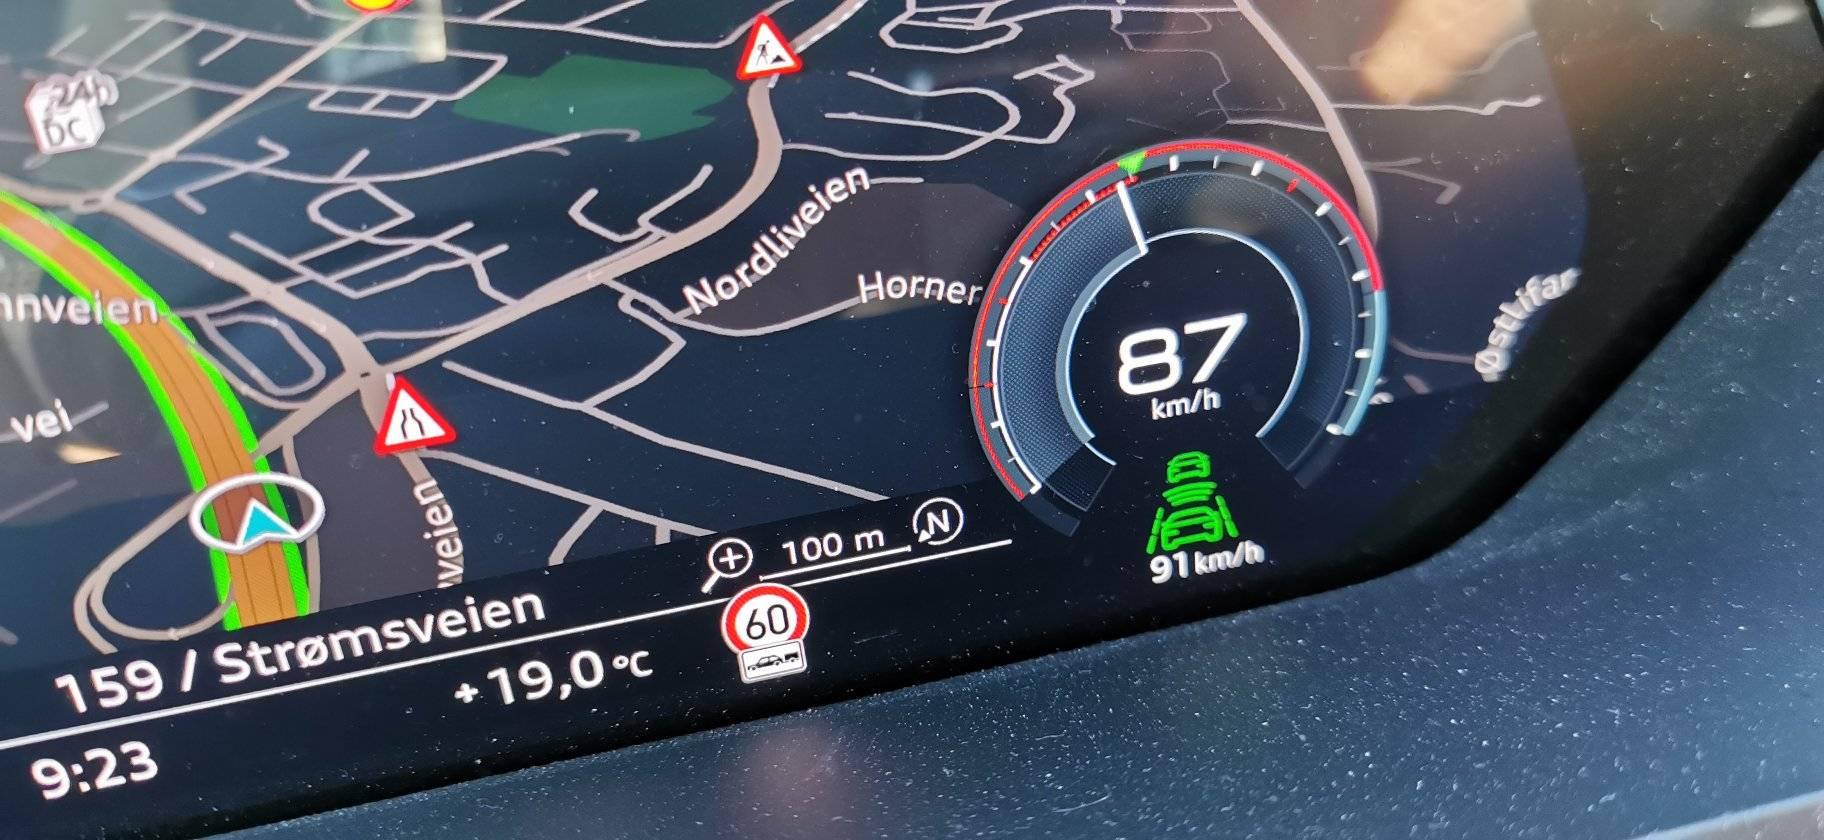 24h
DC
Nordliveien
Horner
nnveien
vei
veien
Østlifar
87
km/h
91 km/h
100 m
N
159 / Strømsveien
60
+19,0 °C
9:23